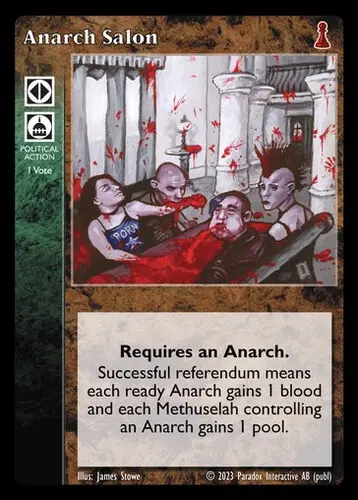 Anarch Salon
POLITICAL
ACTION
1 Vote
PORN
Requires an Anarch.
Successful referendum means
each ready Anarch gains 1 blood
and each Methuselah controlling
an Anarch gains 1 pool.
Illus: James Stowe © 2023 Paradox Interactive AB (publ)